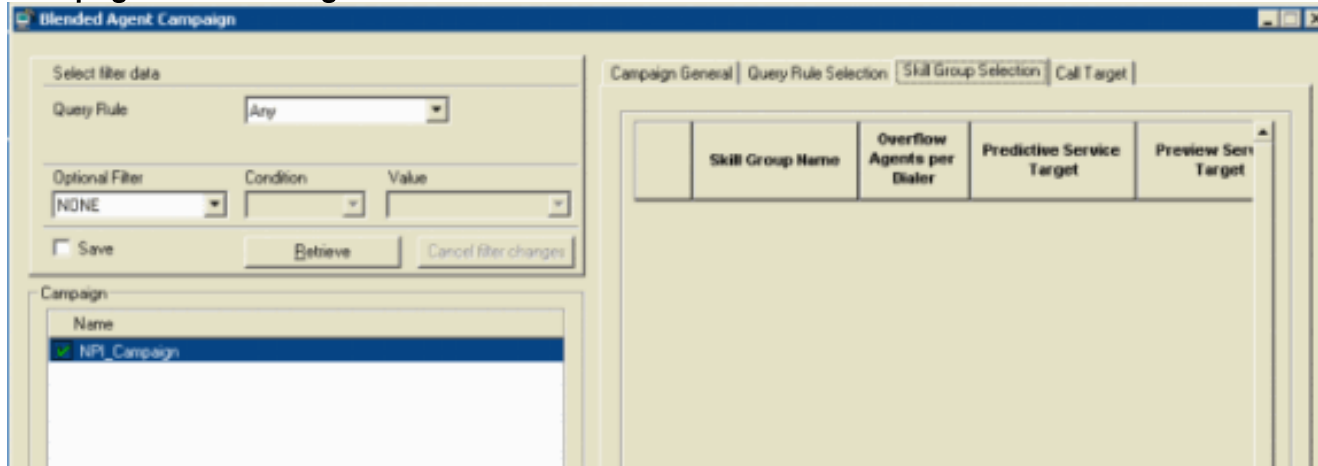 Blended Agent Campaign
Select filter data
Query Rule
Any
Optional Filter
Condition
Value
NONE
Save
Retrieve
Cancel filter changes
Campaign
Name
NPI_Campaign
Campaign General
Query Rule Selection
Skill Group Selection
Call Target
Skill Group Name
Overflow
Agents per
Dialer
Predictive Service
Target
Preview Serv
Target